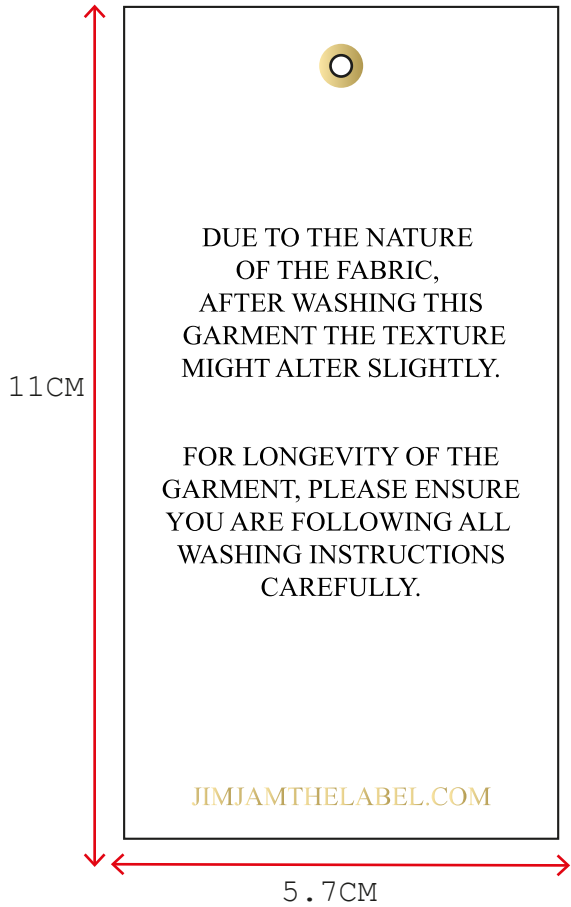 DUE TO THE NATURE
OF THE FABRIC,
AFTER WASHING THIS
GARMENT THE TEXTURE
MIGHT ALTER SLIGHTLY.
11CM
FOR LONGEVITY OF THE
GARMENT, PLEASE ENSURE
YOU ARE FOLLOWING ALL
WASHING INSTRUCTIONS
CAREFULLY.
JIMJAMTHELABEL.COM
5.7CM